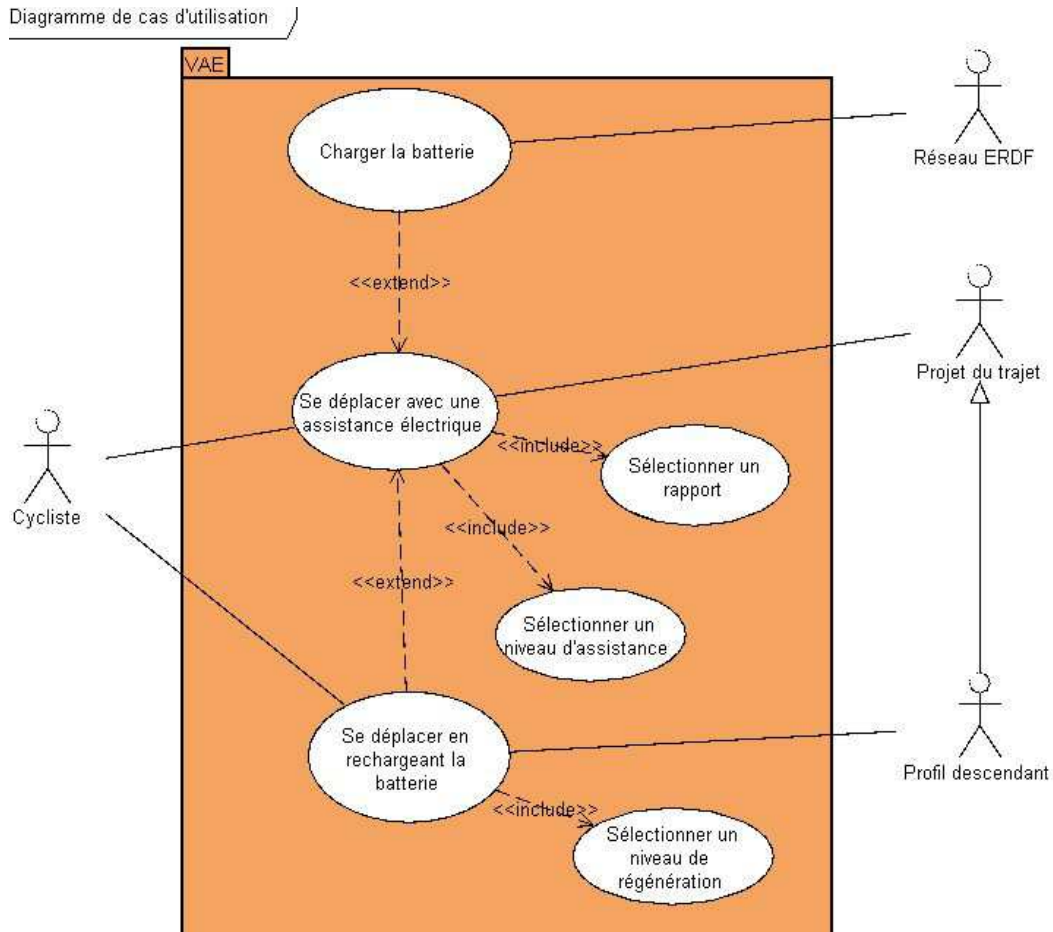 Diagramme de cas d'utilisation
VAE
Charger la batterie
Réseau ERDF
<<extend>>
Projet du trajet
Se déplacer avec une
assistance électrique
<<include>>
Sélectionner un
rapport
Cycliste
<<include>>
<<extend>>
Sélectionner un
niveau d'assistance
Se déplacer en
rechargeant la
batterie
Profil descendant
<<include>>
Sélectionner un
niveau de
régénération